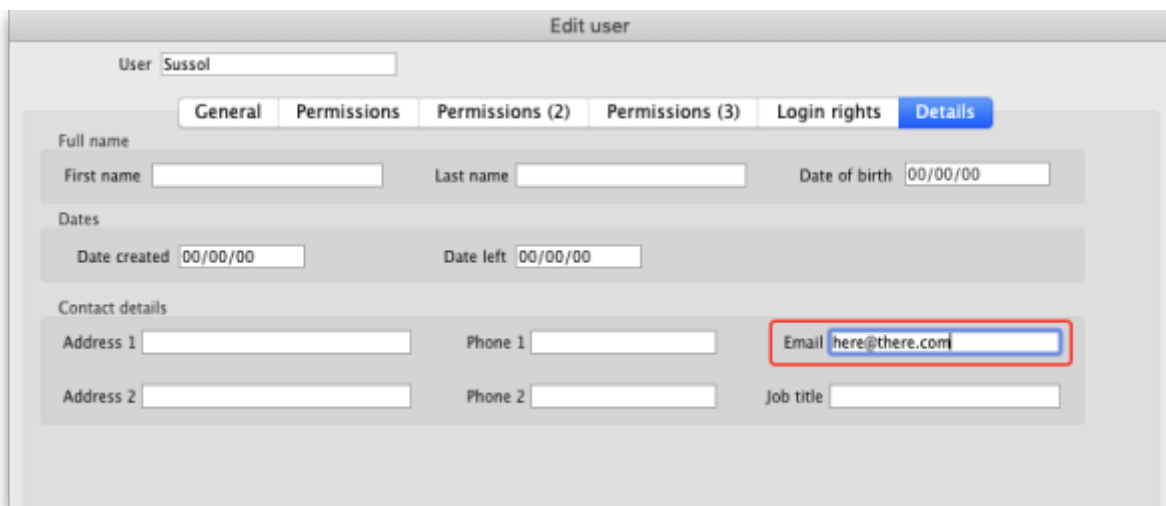 Edit user
User Sussol
General Permissions Permissions (2) Permissions (3) Login rights Details
Full name
First name Last name Date of birth 00/00/00
Dates
Date created 00/00/00 Date left 00/00/00
Contact details
Address 1 Phone 1 Email here@there.com
Address 2 Phone 2 Job title